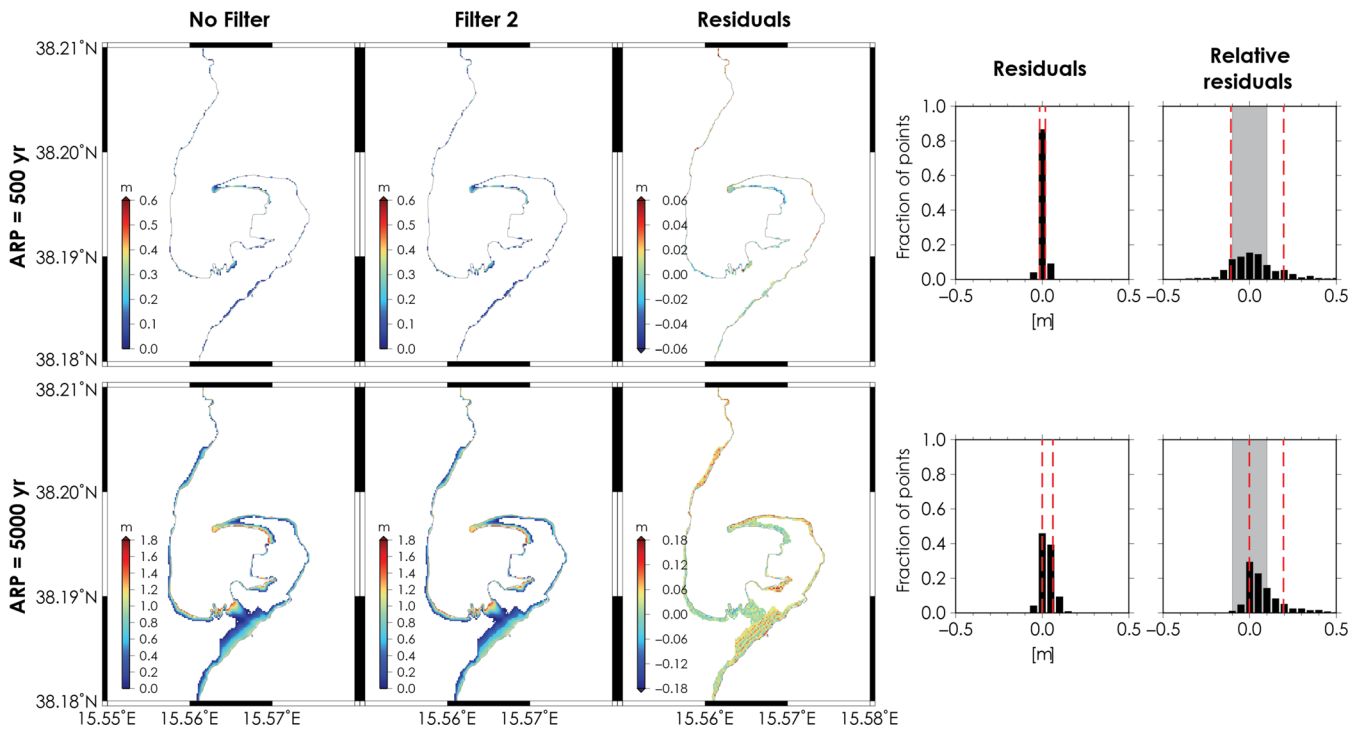 No Filter
Filter 2
Residuals
Residuals
Relative
residuals
ARP = 500 yr
38.21˚N
38.20˚N
38.19˚N
38.18˚N
m
0.6
0.5
0.4
0.3
0.2
0.1
0.0
m
0.6
0.5
0.4
0.3
0.2
0.1
0.0
m
0.06
0.04
0.02
0.00
−0.02
−0.04
−0.06
Fraction of points
1.0
0.8
0.6
0.4
0.2
0.0
−0.5 0.0 0.5
[m]
−0.5 0.0 0.5
ARP = 5000 yr
38.21˚N
38.20˚N
38.19˚N
38.18˚N
m
1.8
1.6
1.4
1.2
1.0
0.8
0.6
0.4
0.2
0.0
m
1.8
1.6
1.4
1.2
1.0
0.8
0.6
0.4
0.2
0.0
m
0.18
0.12
0.06
0.00
−0.06
−0.12
−0.18
15.55˚E 15.56˚E 15.57˚E
15.56˚E 15.57˚E
15.56˚E 15.57˚E 15.58˚E
Fraction of points
1.0
0.8
0.6
0.4
0.2
0.0
−0.5 0.0 0.5
[m]
−0.5 0.0 0.5